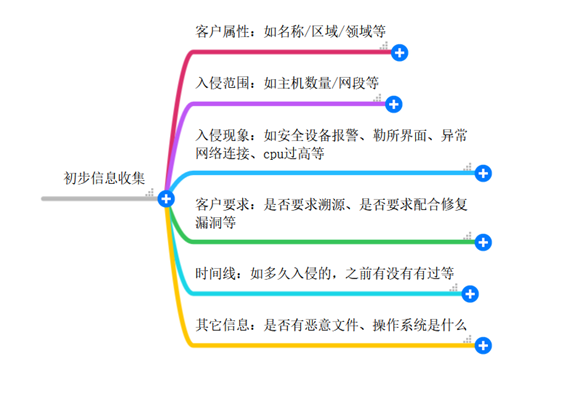 客户属性：如名称/区域/领域等
入侵范围：如主机数量/网段等
入侵现象：如安全设备报警、勒所界面、异常
网络连接、cpu过高等
初步信息收集
客户要求：是否要求溯源、是否要求配合修复
漏洞等
时间线：如多久入侵的，之前有没有有过等
其它信息：是否有恶意文件、操作系统是什么